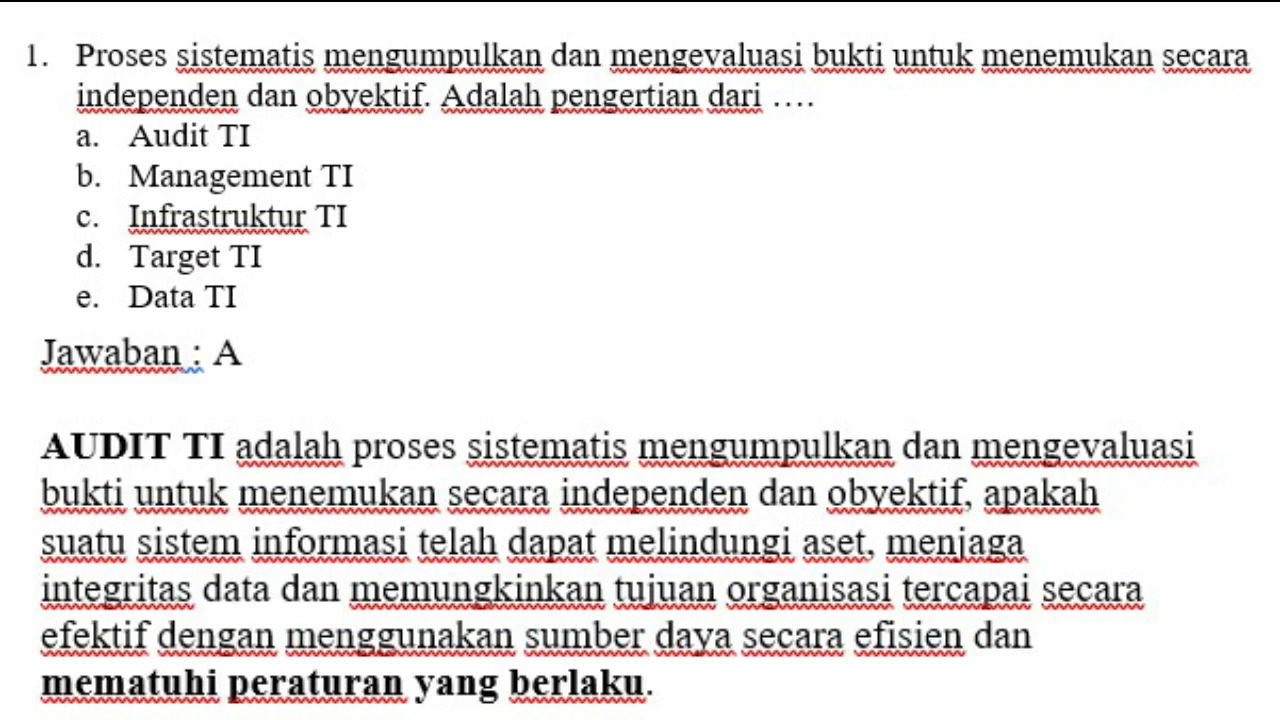 1. Proses sistematis mengumpulkan dan mengevaluasi bukti untuk menemukan secara
independen dan obyektif. Adalah pengertian dari ....
a. Audit TI
b. Management TI
c. Infrastruktur TI
d. Target TI
e. Data TI
Jawaban : A
AUDIT TI adalah proses sistematis mengumpulkan dan mengevaluasi
bukti untuk menemukan secara independen dan obyektif, apakah
suatu sistem informasi telah dapat melindungi aset, menjaga
integritas data dan memungkinkan tujuan organisasi tercapai secara
efektif dengan menggunakan sumber daya secara efisien dan
mematuhi peraturan yang berlaku.